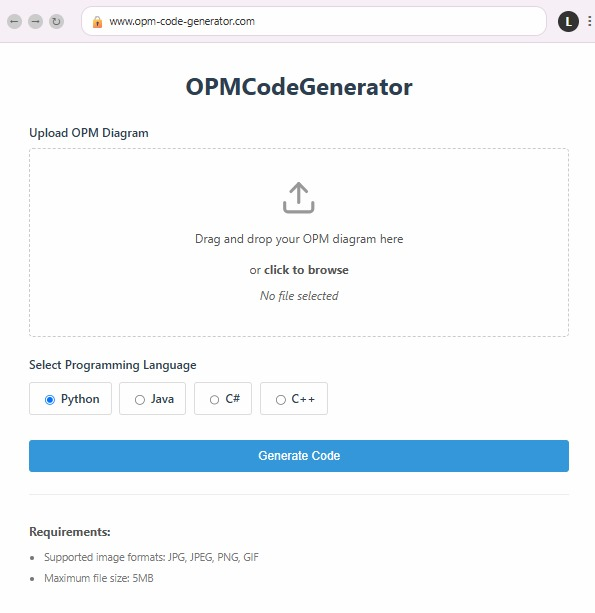 www.opm-code-generator.com
L
OPMCodeGenerator
Upload OPM Diagram
Drag and drop your OPM diagram here
or click to browse
No file selected
Select Programming Language
Python Java C# C++
Generate Code
Requirements:
Supported image formats: JPG, JPEG, PNG, GIF
Maximum file size: 5MB